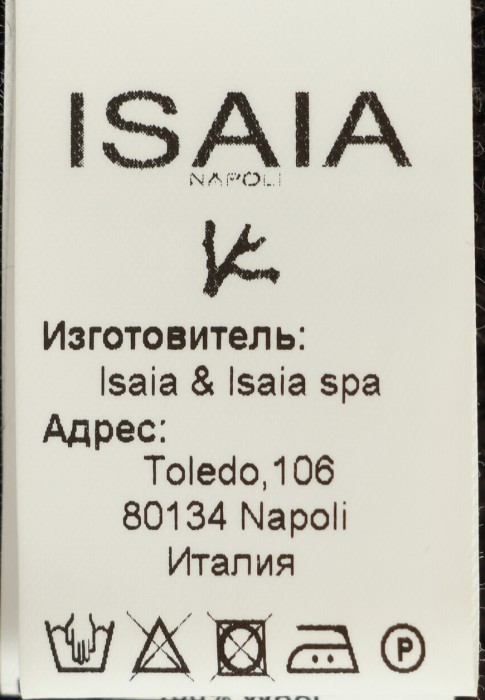 ISAIA
NAPOLI
Изготовитель:
Isaia & Isaia spa
Адрес:
Toledo,106
80134 Napoli
Италия
P